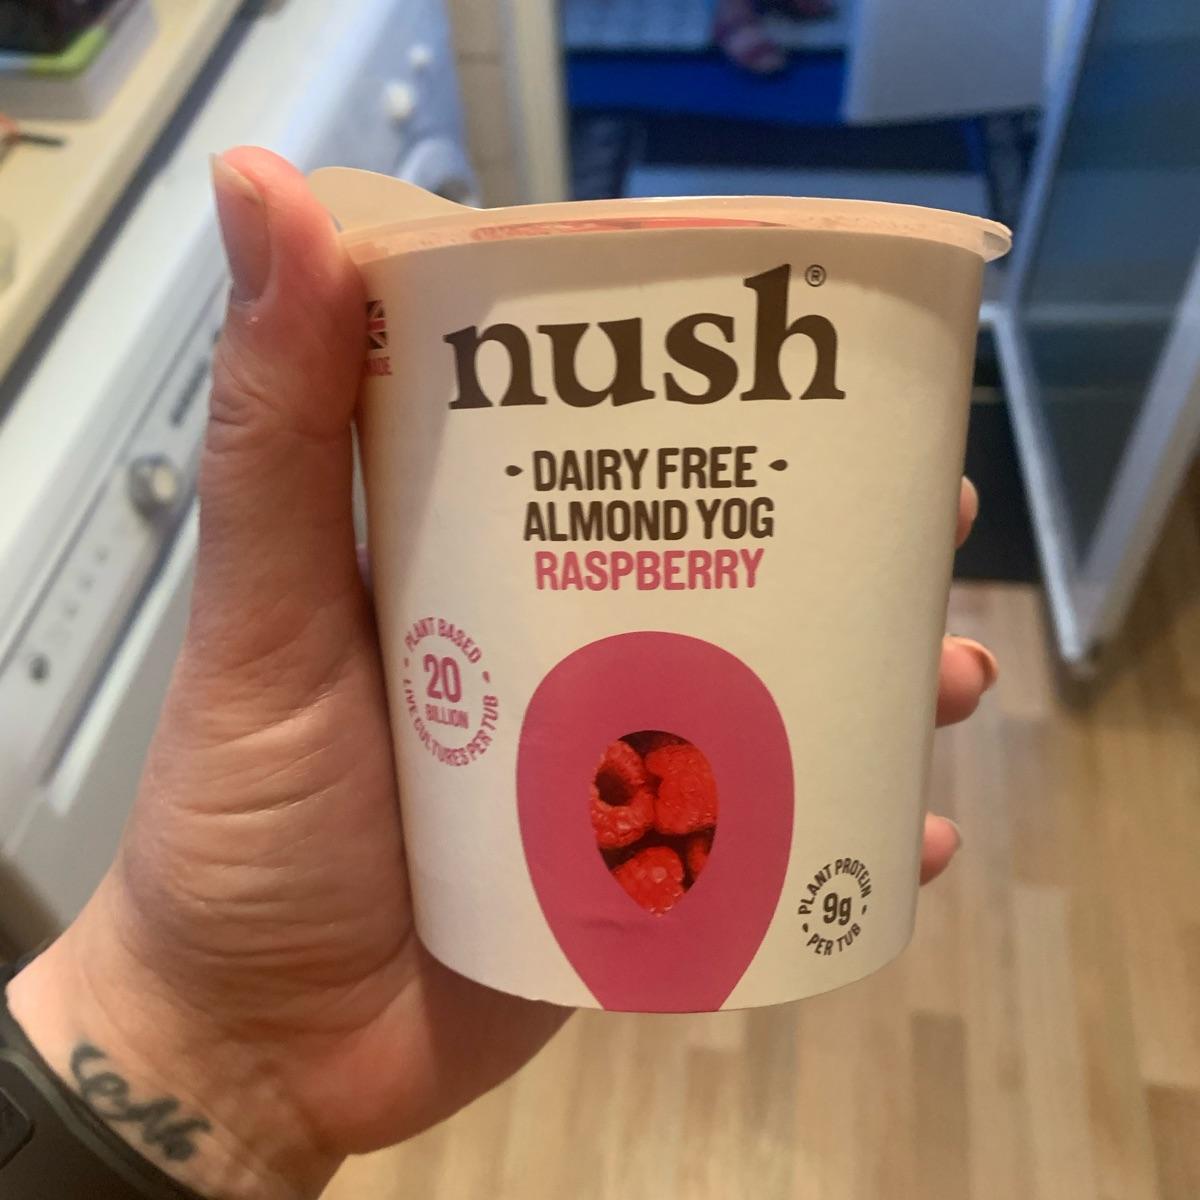 nush®
DAIRY FREE
ALMOND YOG
RASPBERRY
PLANT BASED
20
BILLION
LIVE CULTURES PER TUB
PLANT PROTEIN
9g
PER TUB